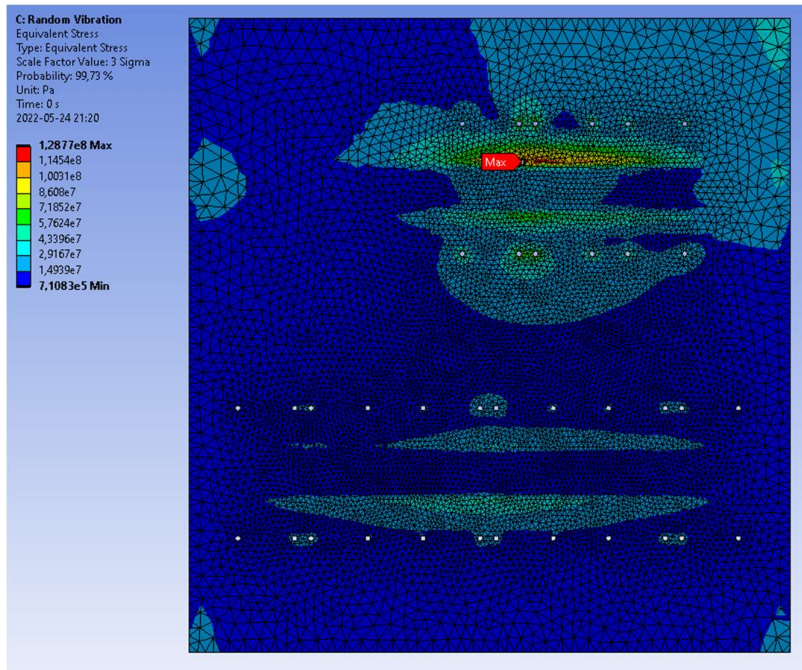 C: Random Vibration
Equivalent Stress
Type: Equivalent Stress
Scale Factor Value: 3 Sigma
Probability: 99,73 %
Unit: Pa
Time: 0 s
2022-05-24 21:20
1,2877e8 Max
1,1454e8
1,0031e8
8,608e7
7,1852e7
5,7624e7
4,3396e7
2,9167e7
1,4939e7
7,1083e5 Min
Max